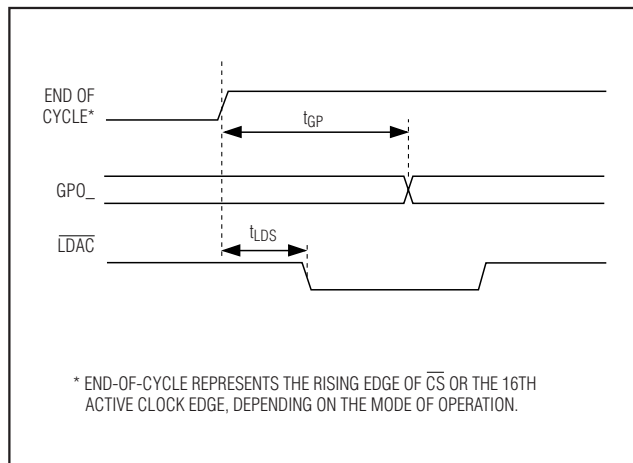 END OF
CYCLE*
tGP
GPO_
LDAC
tLDS
* END-OF-CYCLE REPRESENTS THE RISING EDGE OF CS OR THE 16TH
ACTIVE CLOCK EDGE, DEPENDING ON THE MODE OF OPERATION.